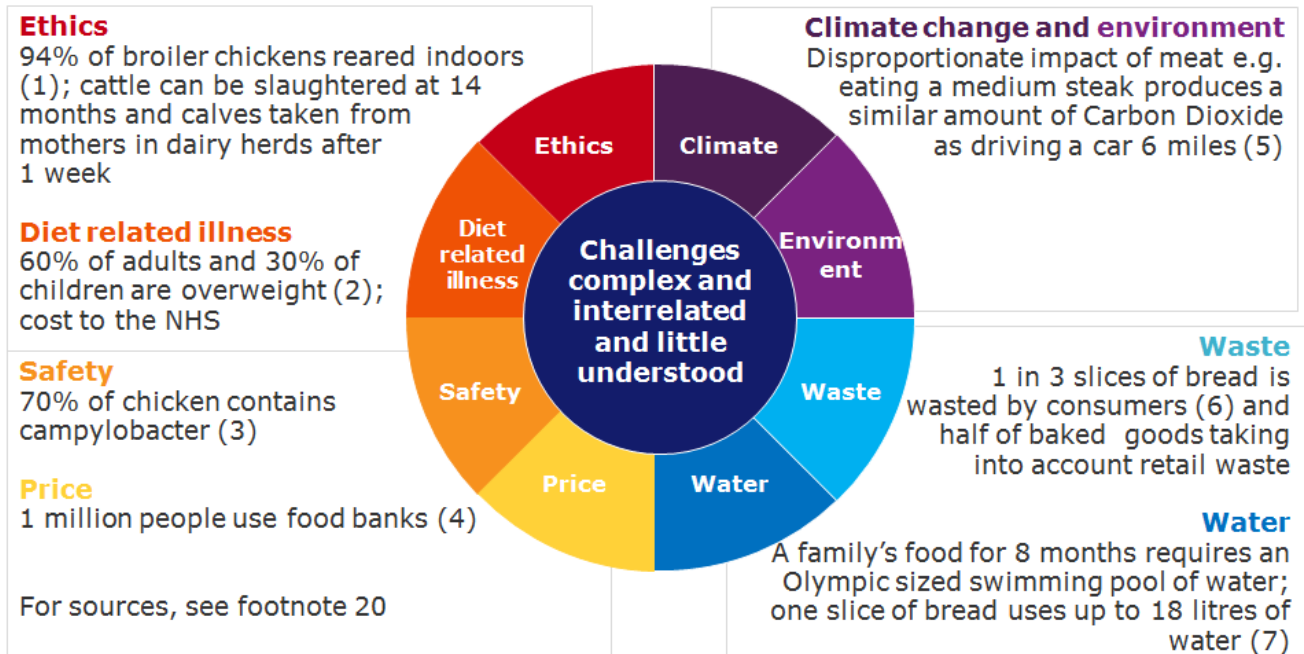 Ethics
94% of broiler chickens reared indoors
(1); cattle can be slaughtered at 14
months and calves taken from
mothers in dairy herds after
1 week
Diet related illness
60% of adults and 30% of
children are overweight (2);
cost to the NHS
Safety
70% of chicken contains
campylobacter (3)
Price
1 million people use food banks (4)
For sources, see footnote 20
Ethics
Climate
Diet
related
illness
Environm
ent
Safety
Waste
Price
Water
Challenges
complex and
interrelated
and little
understood
Climate change and environment
Disproportionate impact of meat e.g.
eating a medium steak produces a
similar amount of Carbon Dioxide
as driving a car 6 miles (5)
Waste
1 in 3 slices of bread is
wasted by consumers (6) and
half of baked goods taking
into account retail waste
Water
A family’s food for 8 months requires an
Olympic sized swimming pool of water;
one slice of bread uses up to 18 litres of
water (7)